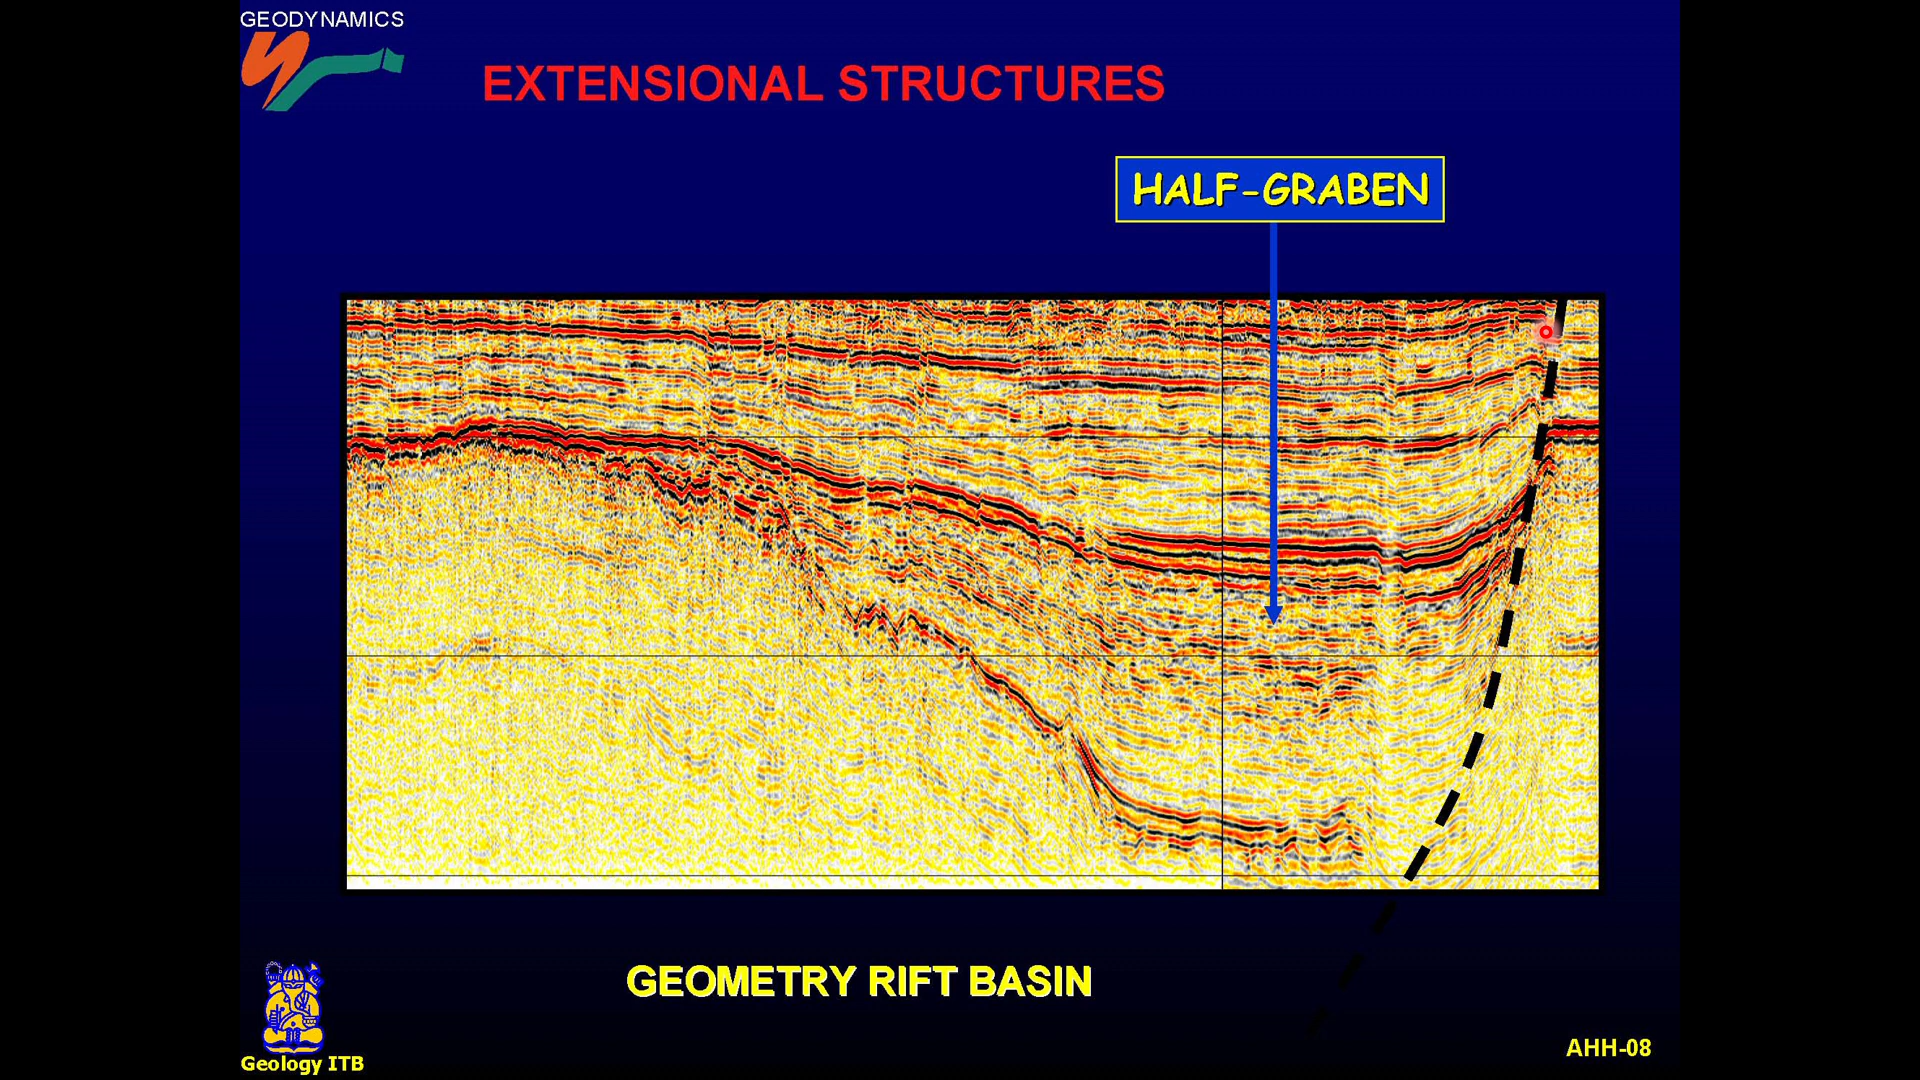 GEODYNAMICS
EXTENSIONAL STRUCTURES
HALF-GRABEN
GEOMETRY RIFT BASIN
Geology ITB
AHH-08